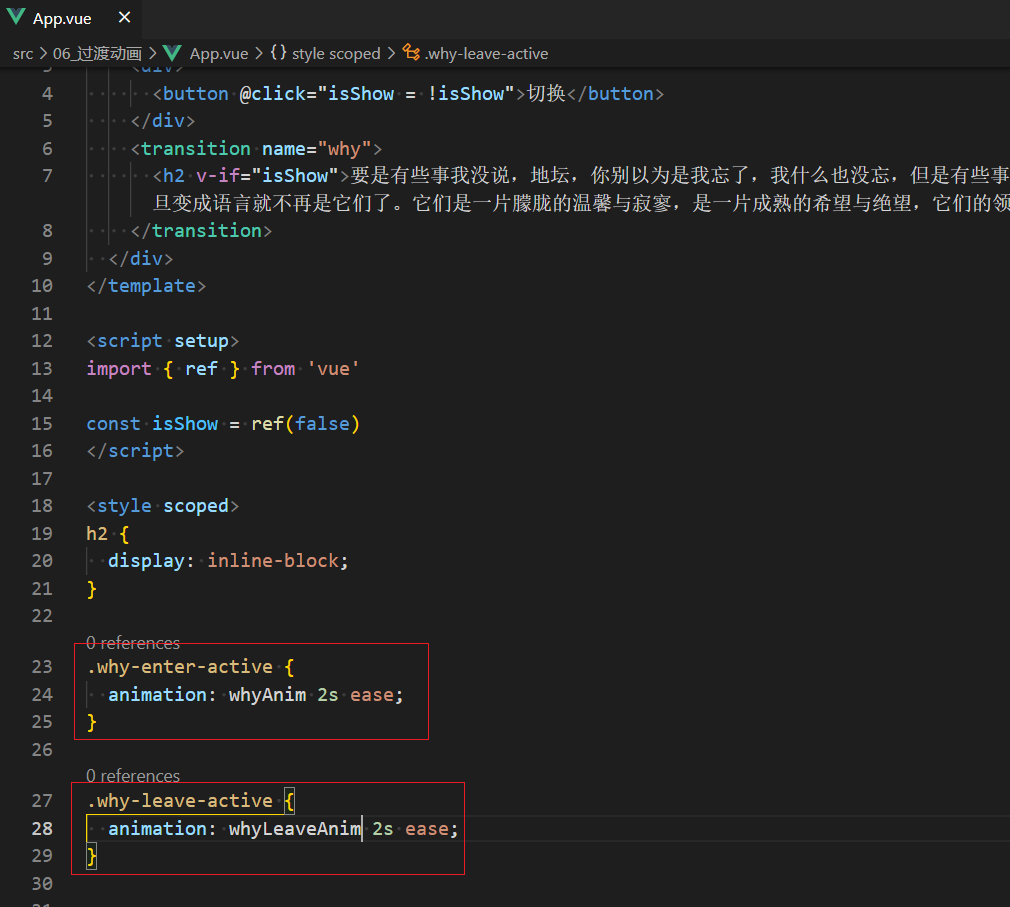 App.vue ×
src > 06_过渡动画 > App.vue > {} style scoped > .why-leave-active
4 <button @click="isShow = !isShow">切换</button>
5 </div>
6 <transition name="why">
7 <h2 v-if="isShow">要是有些事我没说，地坛，你别以为是我忘了，我什么也没忘，但是有些事
旦变成语言就不再是它们了。它们是一片朦胧的温馨与寂寥，是一片成熟的希望与绝望，它们的领
8 </transition>
9 </div>
10 </template>
11
12 <script setup>
13 import { ref } from 'vue'
14
15 const isShow = ref(false)
16 </script>
17
18 <style scoped>
19 h2 {
20 display: inline-block;
21 }
22
0 references
23 .why-enter-active {
24 animation: whyAnim 2s ease;
25 }
26
0 references
27 .why-leave-active {
28 animation: whyLeaveAnim 2s ease;
29 }
30